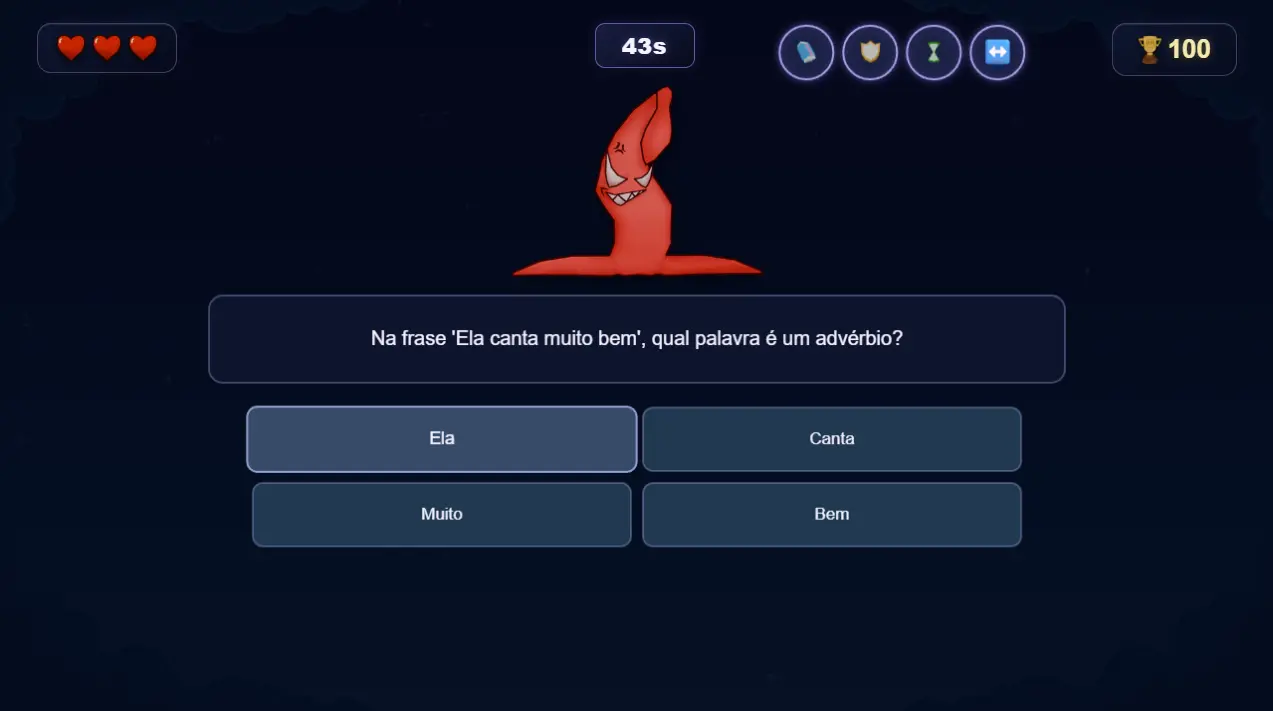 43s
100
Na frase 'Ela canta muito bem', qual palavra é um advérbio?
Ela
Canta
Muito
Bem